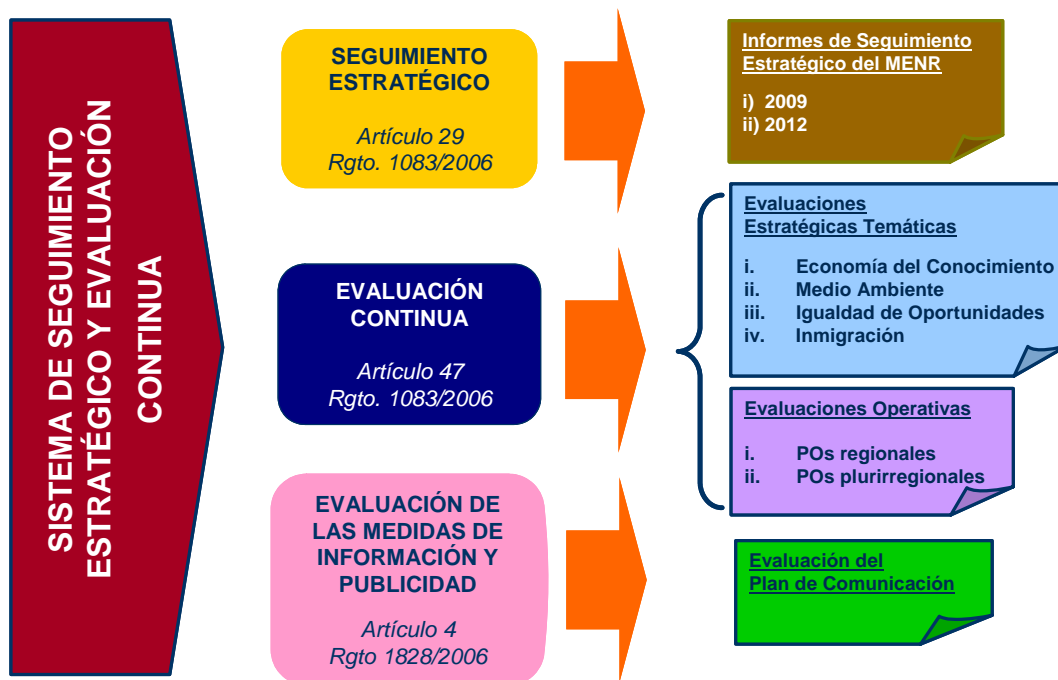 SISTEMA DE SEGUIMIENTO
ESTRATÉGICO Y EVALUACIÓN
CONTINUA
SEGUIMIENTO
ESTRATÉGICO
Artículo 29
Rgto. 1083/2006
Informes de Seguimiento
Estratégico del MENR
i) 2009
ii) 2012
EVALUACIÓN
CONTINUA
Artículo 47
Rgto. 1083/2006
Evaluaciones
Estratégicas Temáticas
i. Economía del Conocimiento
ii. Medio Ambiente
iii. Igualdad de Oportunidades
iv. Inmigración
Evaluaciones Operativas
i. POs regionales
ii. POs plurirregionales
EVALUACIÓN DE
LAS MEDIDAS DE
INFORMACIÓN Y
PUBLICIDAD
Artículo 4
Rgto 1828/2006
Evaluación del
Plan de Comunicación